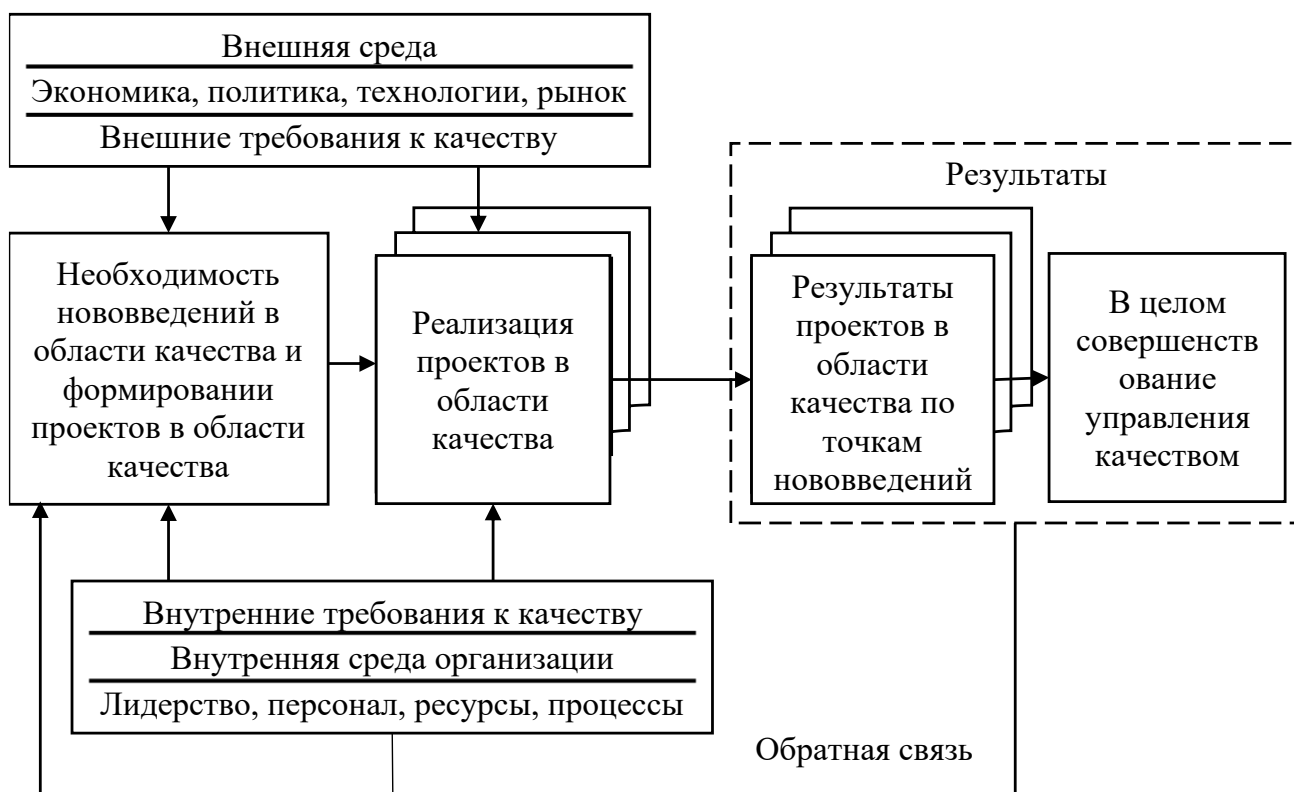 Внешняя среда
Экономика, политика, технологии, рынок
Внешние требования к качеству
Необходимость
нововведений в
области качества и
формировании
проектов в области
качества
Реализация
проектов в
области
качества
Результаты
Результаты
проектов в
области
качества по
точкам
нововведений
В целом
совершенств
ование
управления
качеством
Внутренние требования к качеству
Внутренняя среда организации
Лидерство, персонал, ресурсы, процессы
Обратная связь